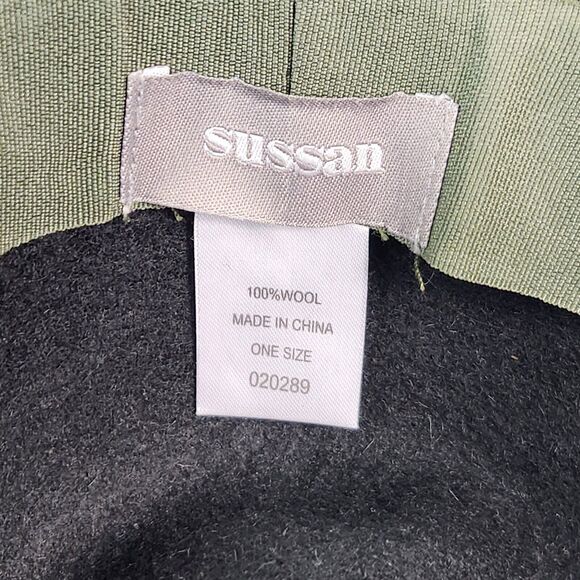 sussan
100%WOOL
MADE IN CHINA
ONE SIZE
020289